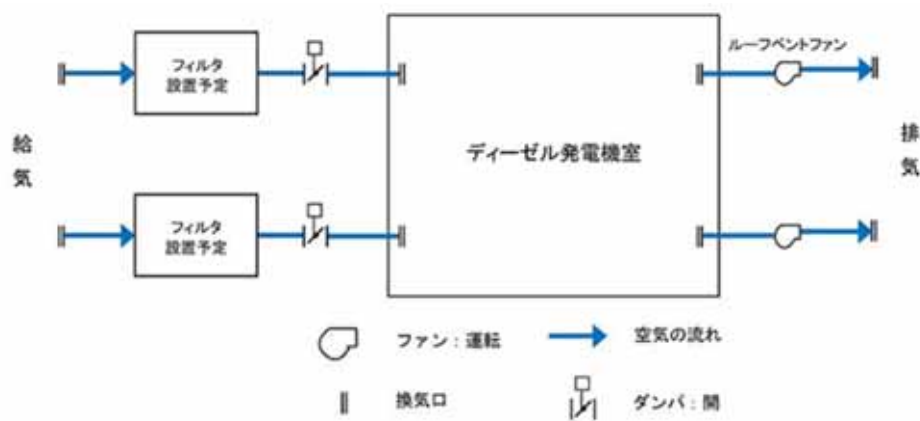 ルーフベントファン
フィルタ
設置予定
給気
ディーゼル発電機室
排気
フィルタ
設置予定
ファン：運転
空気の流れ
換気口
ダンパ：開